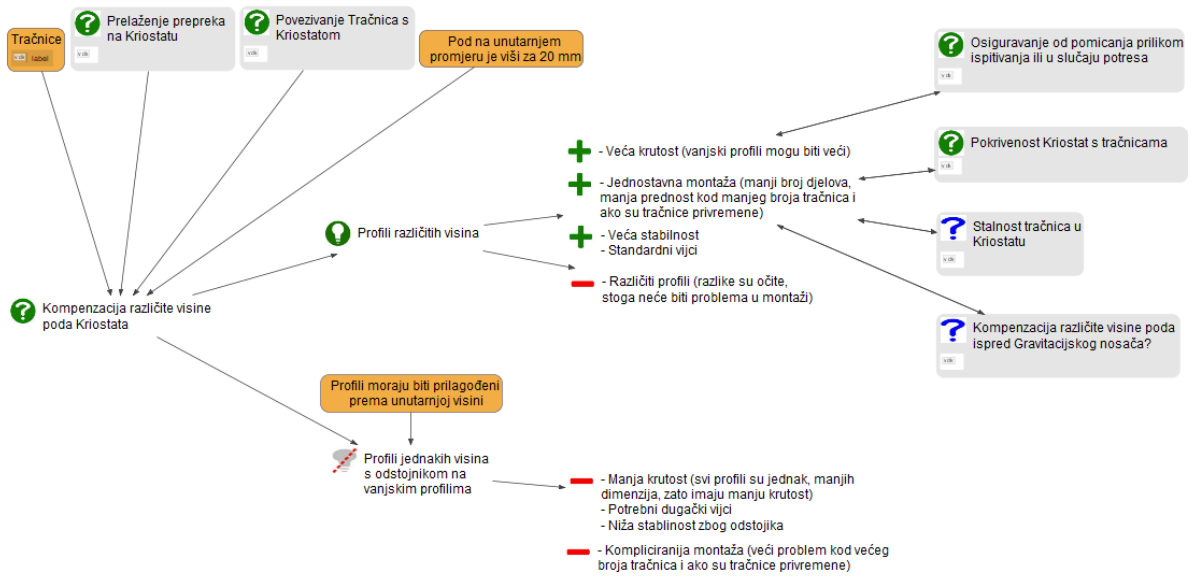 Tračnice
label
Prelaženje prepreka
na Kriostatu
Povezivanje Tračnica s
Kriostatom
Pod na unutarnjem
promjeru je viši za 20 mm
Osiguravanje od pomicanja prilikom
ispitivanja ili u slučaju potresa
Pokrivenost Kriostat s tračnicama
Stalnost tračnica u
Kriostatu
Kompenzacija različite visine poda
ispred Gravitacijskog nosača?
- Veća krutost (vanjski profili mogu biti veći)
- Jednostavna montaža (manji broj djelova,
manja prednost kod manjeg broja tračnica i
ako su tračnice privremene)
- Veća stabilnost
- Standardni vijci
- Različiti profili (razlike su očite,
stoga neće biti problema u montaži)
Profili različitih visina
Kompenzacija različite visine
poda Kriostata
Profili moraju biti prilagođeni
prema unutarnjoj visini
Profili jednakih visina
s odstojnikom na
vanjskim profilima
- Manja krutost (svi profili su jednak, manjih
dimenzija, zato imaju manju krutost)
- Potrebni dugački vijci
- Niža stablinost zbog odstojika
- Kompliciranija montaža (veći problem kod većeg
broja tračnica i ako su tračnice privremene)